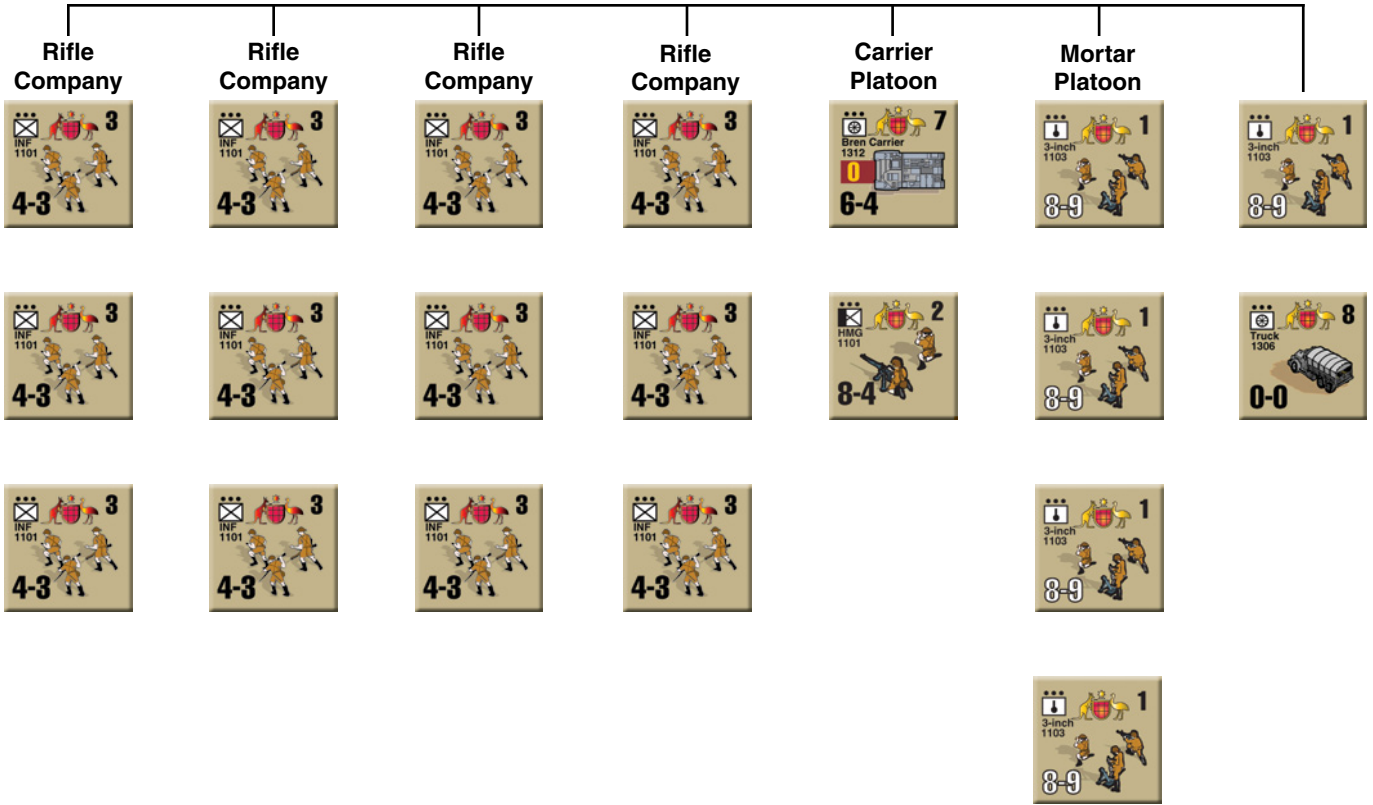 Rifle
Company
Rifle
Company
Rifle
Company
Rifle
Company
Carrier
Platoon
Mortar
Platoon
3
INF
1101
4-3
3
INF
1101
4-3
3
INF
1101
4-3
3
INF
1101
4-3
7
Bren Carrier
1312
0
6-4
1
3-inch
1103
8-9
1
3-inch
1103
8-9
3
INF
1101
4-3
3
INF
1101
4-3
3
INF
1101
4-3
3
INF
1101
4-3
2
HMG
1101
8-4
1
3-inch
1103
8-9
8
Truck
1306
0-0
3
INF
1101
4-3
3
INF
1101
4-3
3
INF
1101
4-3
3
INF
1101
4-3
1
3-inch
1103
8-9
1
3-inch
1103
8-9